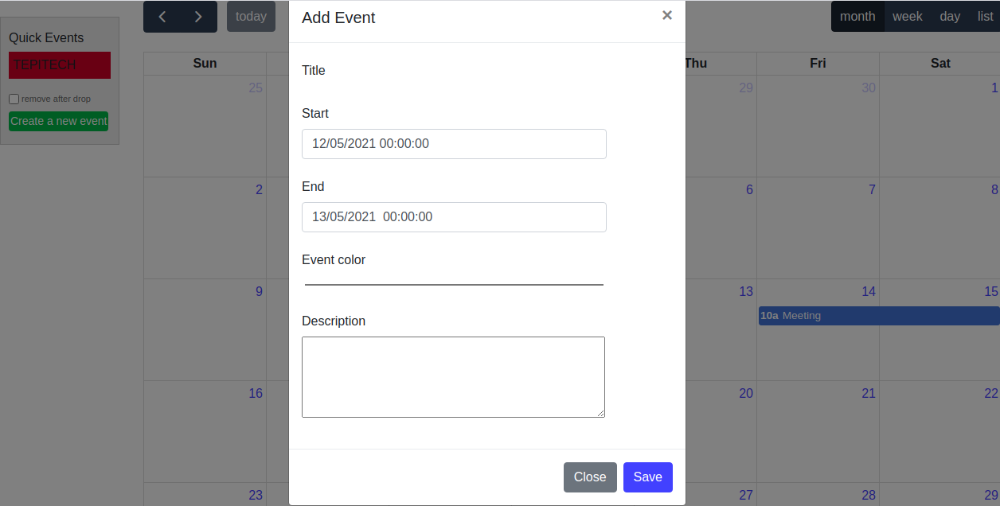 Add Event
×
today
month week day list
Quick Events
TEPITECH
remove after drop
Create a new event
Sun Thu Fri Sat
25 29 30 1
2 6 7 8
9 13 14 15
10a Meeting
16 20 21 22
23 27 28 29
Title
Start
12/05/2021 00:00:00
End
13/05/2021 00:00:00
Event color
Description
Close Save